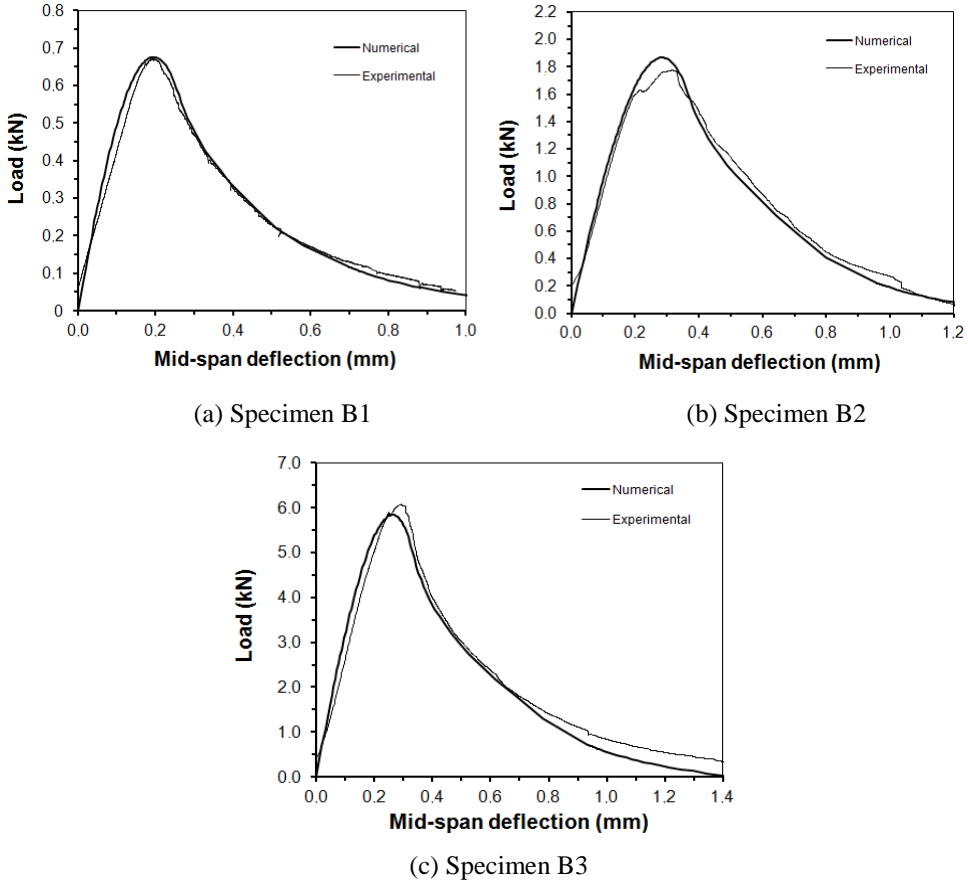 0.8
0.7
0.6
0.5
0.4
0.3
0.2
0.1
0
Load (kN)
Numerical
Experimental
0.0 0.2 0.4 0.6 0.8 1.0
Mid-span deflection (mm)
(a) Specimen B1
2.2
2.0
1.8
1.6
1.4
1.2
1.0
0.8
0.6
0.4
0.2
0.0
Load (kN)
Numerical
Experimental
0.0 0.2 0.4 0.6 0.8 1.0 1.2
Mid-span deflection (mm)
(b) Specimen B2
7.0
6.0
5.0
4.0
3.0
2.0
1.0
0.0
Load (kN)
Numerical
Experimental
0.0 0.2 0.4 0.6 0.8 1.0 1.2 1.4
Mid-span deflection (mm)
(c) Specimen B3